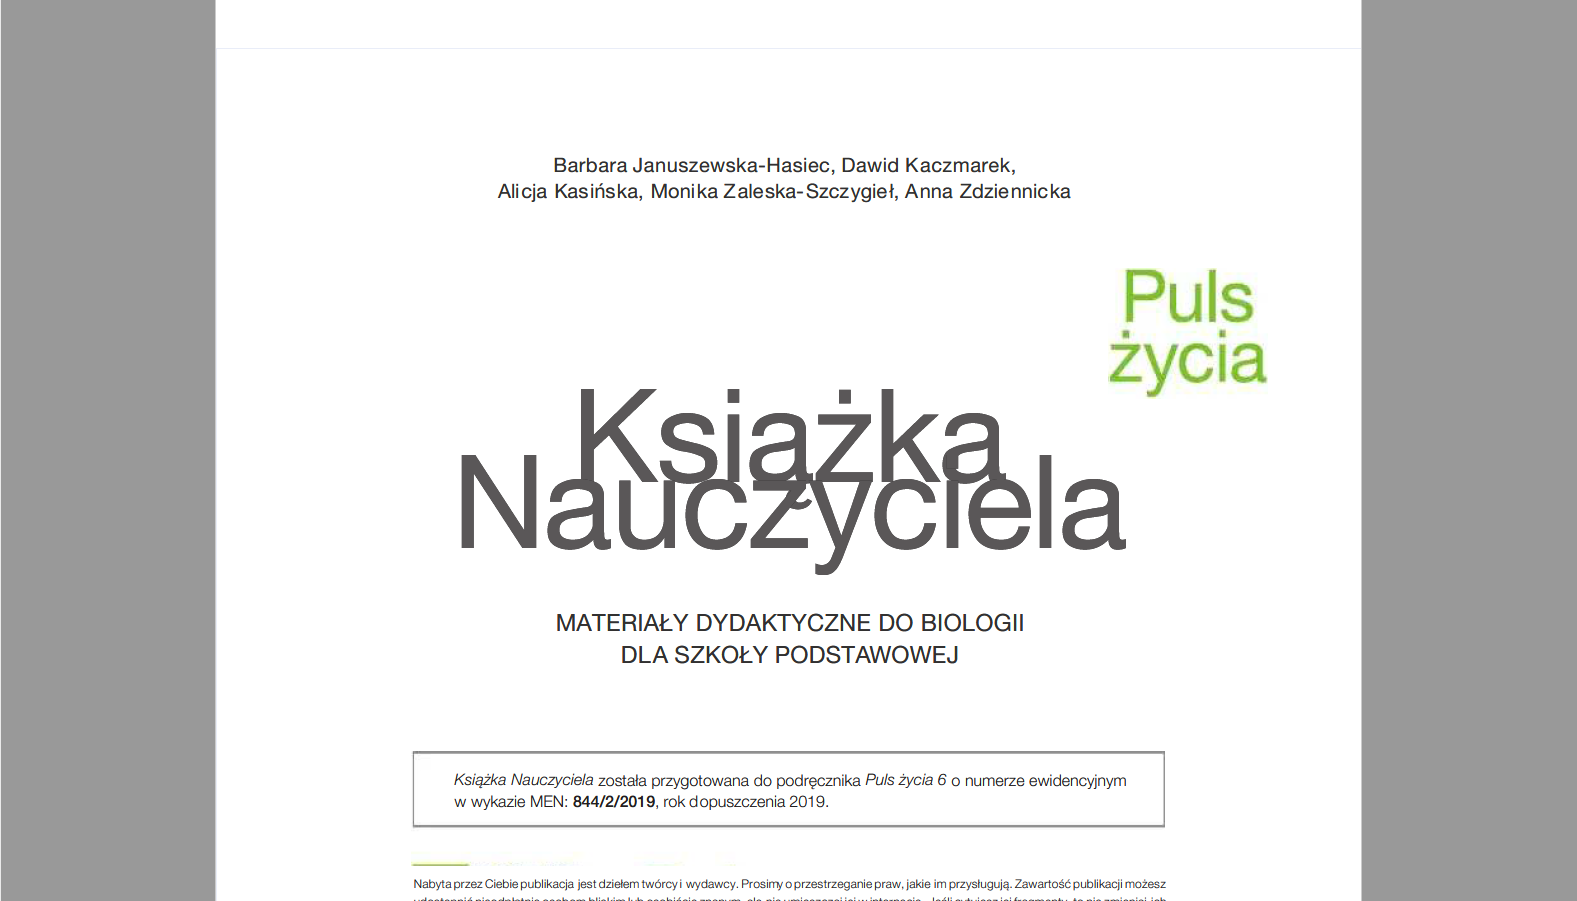 Barbara Januszewska-Hasiec, Dawid Kaczmarek,
Alicja Kasińska, Monika Zaleska-Szczygieł, Anna Zdziennicka
Puls
życia
Książka
Nauczyciela
MATERIAŁY DYDAKTYCZNE DO BIOLOGII
DLA SZKOŁY PODSTAWOWEJ
Książka Nauczyciela została przygotowana do podręcznika Puls życia 6 o numerze ewidencyjnym
w wykazie MEN: 844/2/2019, rok dopuszczenia 2019.
Nabyta przez Ciebie publikacja jest dziełem twórcy i wydawcy. Prosimy o przestrzeganie praw, jakie im przysługują. Zawartość publikacji możesz